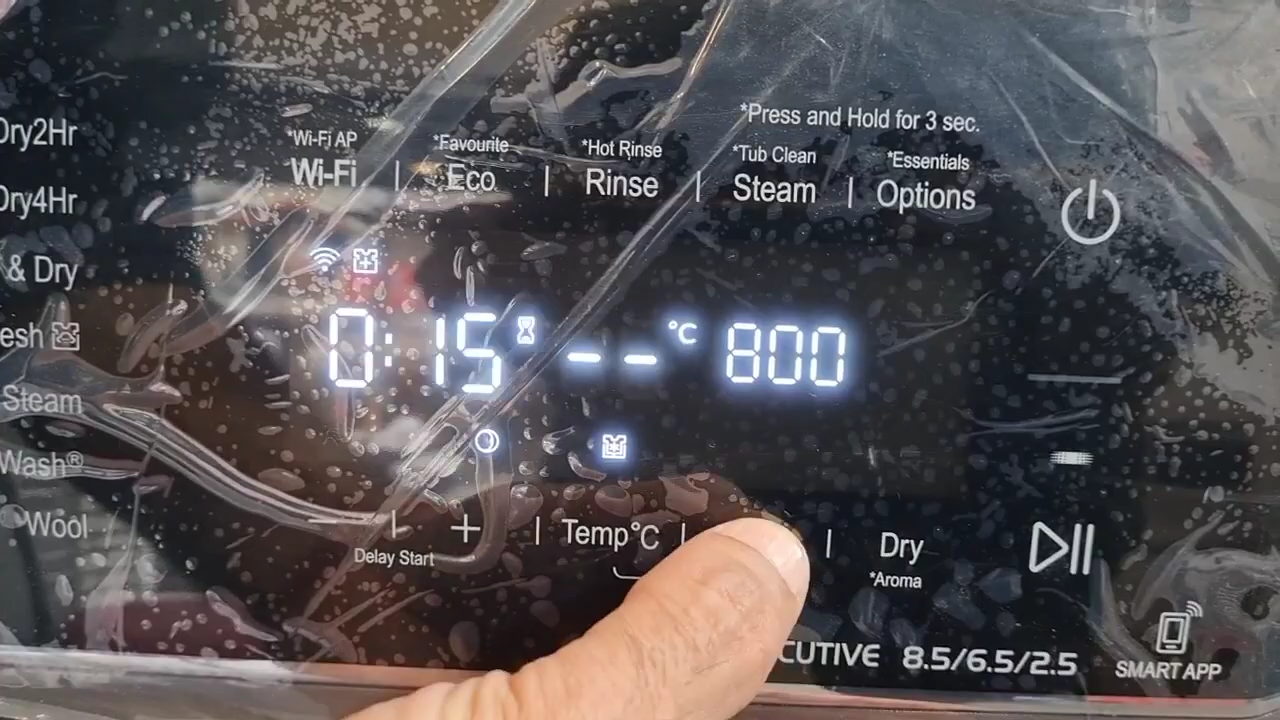 Dry2Hr
Dry4Hr
& Dry
esh
Steam
Wash®
Wool
*Press and Hold for 3 sec.
*Wi-Fi AP
Wi-Fi
*Favourite
Eco
*Hot Rinse
Rinse
*Tub Clean
Steam
*Essentials
Options
0:15 -- °C 800
− | + | Temp°C | | Dry
Delay Start
*Aroma
CUTIVE 8.5/6.5/2.5
SMART APP